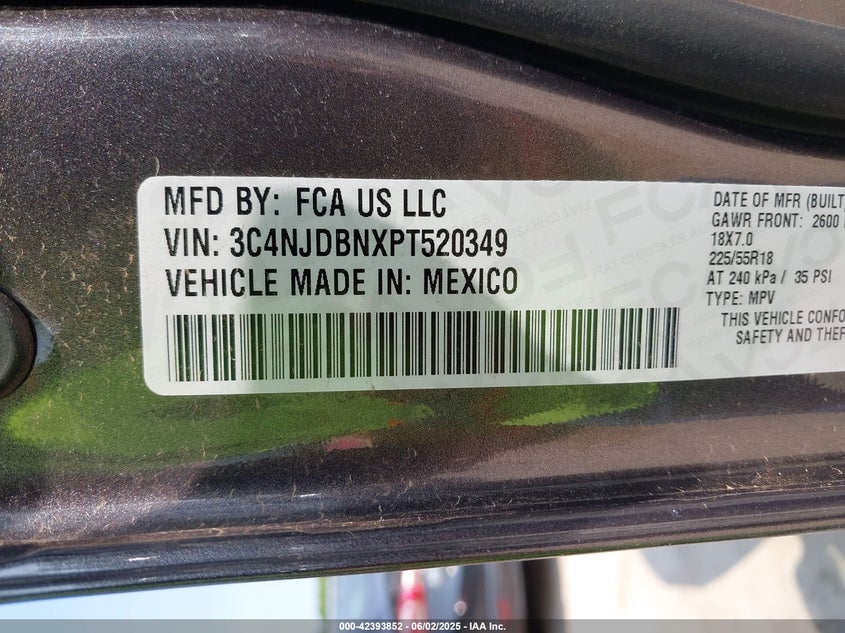 MFD BY: FCA US LLC
VIN: 3C4NJDBNXPT520349
VEHICLE MADE IN: MEXICO
DATE OF MFR (BUILT)
GAWR FRONT: 2600
18X7.0
225/55R18
AT 240 kPa / 35 PSI
TYPE: MPV
THIS VEHICLE CONFO
SAFETY AND THEF
000-42393852 - 06/02/2025 - IAA Inc.